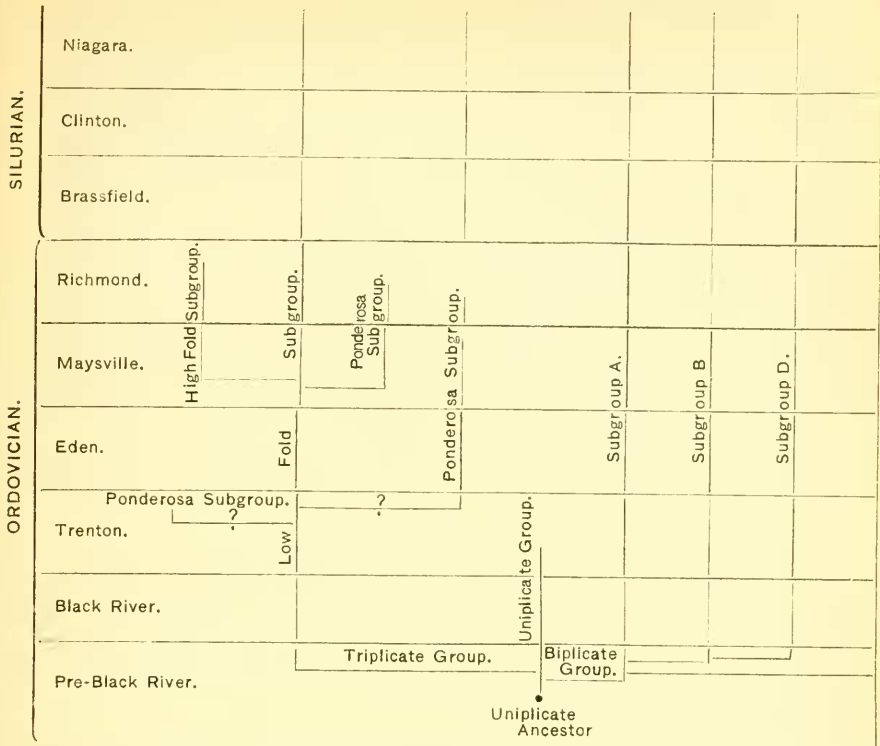 SILURIAN.
Niagara.
Clinton.
Brassfield.
ORDOVICIAN.
Richmond.
Maysville.
Eden.
Trenton.
Black River.
Pre-Black River.
High Fold Subgroup.
Low Fold Subgroup.
Ponderosa
Subgroup.
Ponderosa Subgroup.
Ponderosa Subgroup.
?
?
Uniplicate Group.
Subgroup A.
Subgroup B
Subgroup D.
Triplicate Group.
Biplicate
Group.
Uniplicate
Ancestor